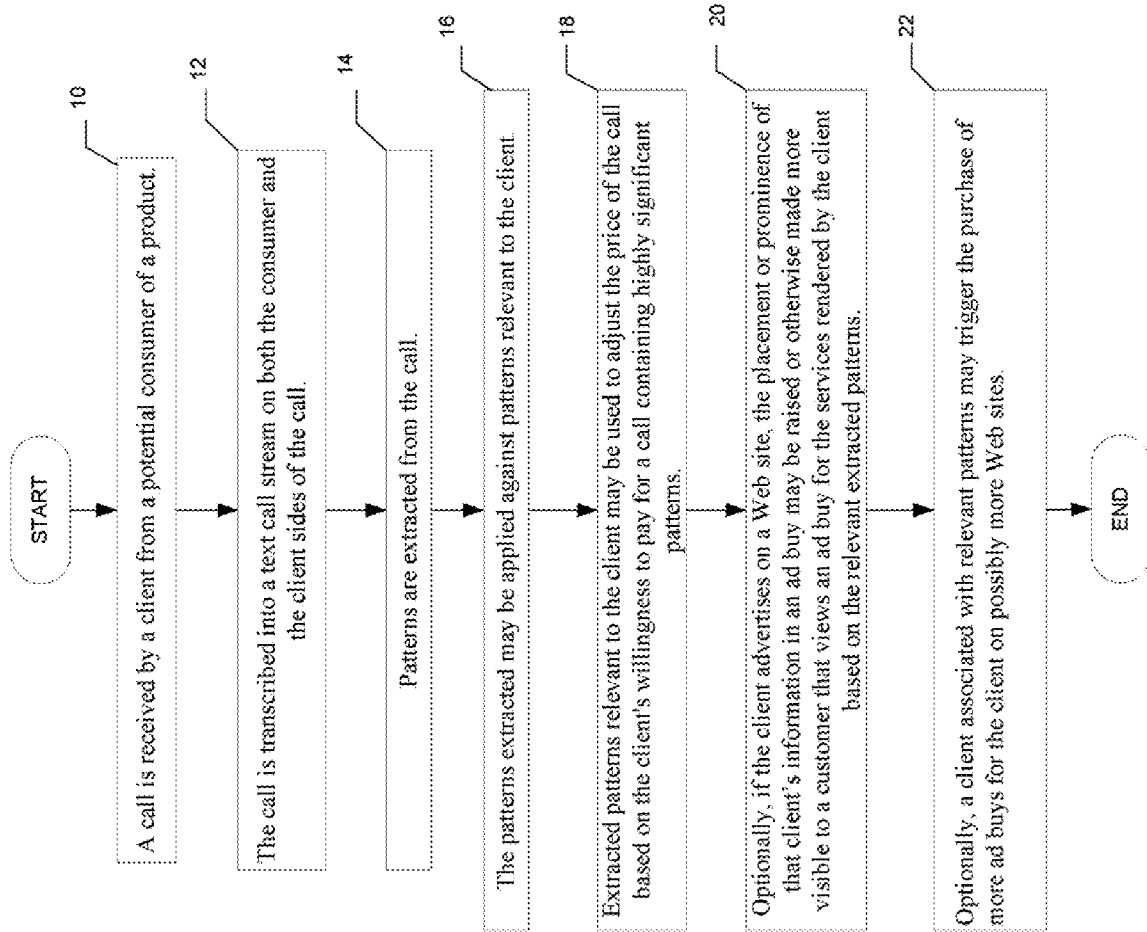 START
10
A call is received by a client from a potential consumer of a product.
12
The call is transcribed into a text call stream on both the consumer and
the client sides of the call.
14
Patterns are extracted from the call.
16
The patterns extracted may be applied against patterns relevant to the client.
18
Extracted patterns relevant to the client may be used to adjust the price of the call
based on the client's willingness to pay for a call containing highly significant
patterns.
20
Optionally, if the client advertises on a Web site, the placement or prominence of
that client's information in an ad buy may be raised or otherwise made more
visible to a customer that views an ad buy for the services rendered by the client
based on the relevant extracted patterns.
22
Optionally, a client associated with relevant patterns may trigger the purchase of
more ad buys for the client on possibly more Web sites.
END